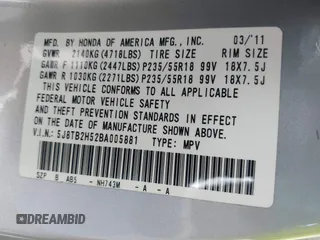 MFD. BY HONDA OF AMERICA MFG., INC. 03/'11
GVWR 2140KG (4718LBS) TIRE SIZE RIM SIZE
GAWR F 1110KG (2447LBS) P235/55R18 99V 18X7.5J
GAWR R 1030KG (2271LBS) P235/55R18 99V 18X7.5J
THIS VEHICLE CONFORMS TO ALL APPLICABLE
FEDERAL MOTOR VEHICLE SAFETY AND
THEFT PREVENTION STANDARDS IN EFFECT
ON THE DATE OF MANUFACTURE SHOWN ABOVE.
V.I.N: 5J8TB2H52BA005881 TYPE: MPV
SZP B AB5 - NH743M - A - A
DREAMBID